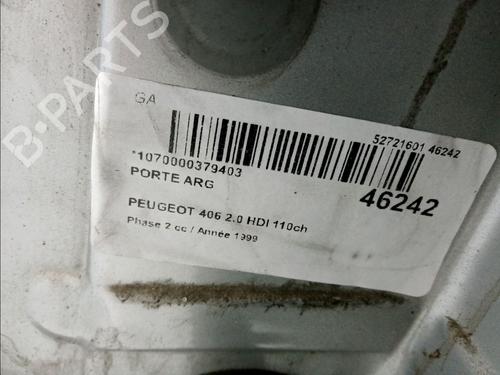 B-PARTS
GA
52721601 46242
*1070000379403
PORTE ARG
46242
PEUGEOT 406 2.0 HDI 110ch
Phase 2 cc / Année 1999